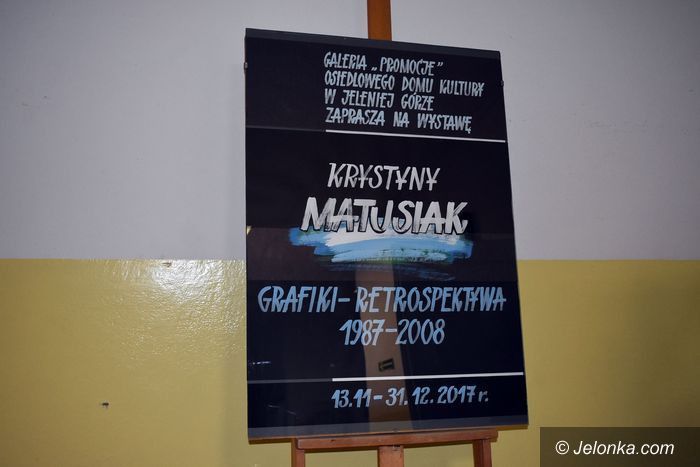 GALERIA „PROMOCJE"
OSIEDLOWEGO DOMU KULTURY
W JELENIEJ GÓRZE
ZAPRASZA NA WYSTAWĘ
KRYSTYNY
MATUSIAK
GRAFIKI - RETROSPEKTYWA
1987-2008
13.11 - 31.12.2017 r.
© Jelonka.com